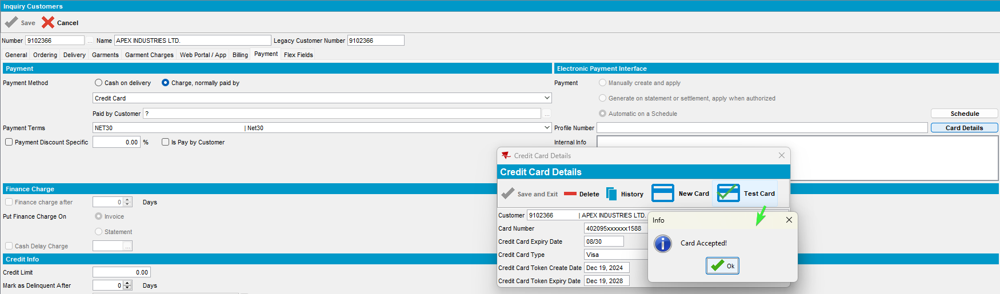 Inquiry Customers
Save Cancel
Number 9102366 ... Name APEX INDUSTRIES LTD. Legacy Customer Number 9102366
General Ordering Delivery Garments Garment Charges Web Portal / App Billing Payment Flex Fields
Payment
Payment Method Cash on delivery Charge, normally paid by
Credit Card
Paid by Customer ? ...
Payment Terms NET30 | Net30
Payment Discount Specific 0.00 % Is Pay by Customer
Electronic Payment Interface
Payment Manually create and apply
Generate on statement or settlement, apply when authorized
Automatic on a Schedule Schedule
Profile Number Card Details
Internal Info
Finance Charge
Finance charge after 0 Days
Put Finance Charge On Invoice
Statement
Cash Delay Charge ...
Credit Info
Credit Limit 0.00
Mark as Delinquent After 0 Days
Credit Card Details
Credit Card Details
Save and Exit Delete History New Card Test Card
Customer 9102366 | APEX INDUSTRIES LTD.
Card Number 402095xxxxxx1588
Credit Card Expiry Date 08/30
Credit Card Type Visa
Credit Card Token Create Date Dec 19, 2024
Credit Card Token Expiry Date Dec 19, 2028
Info
Card Accepted!
Ok